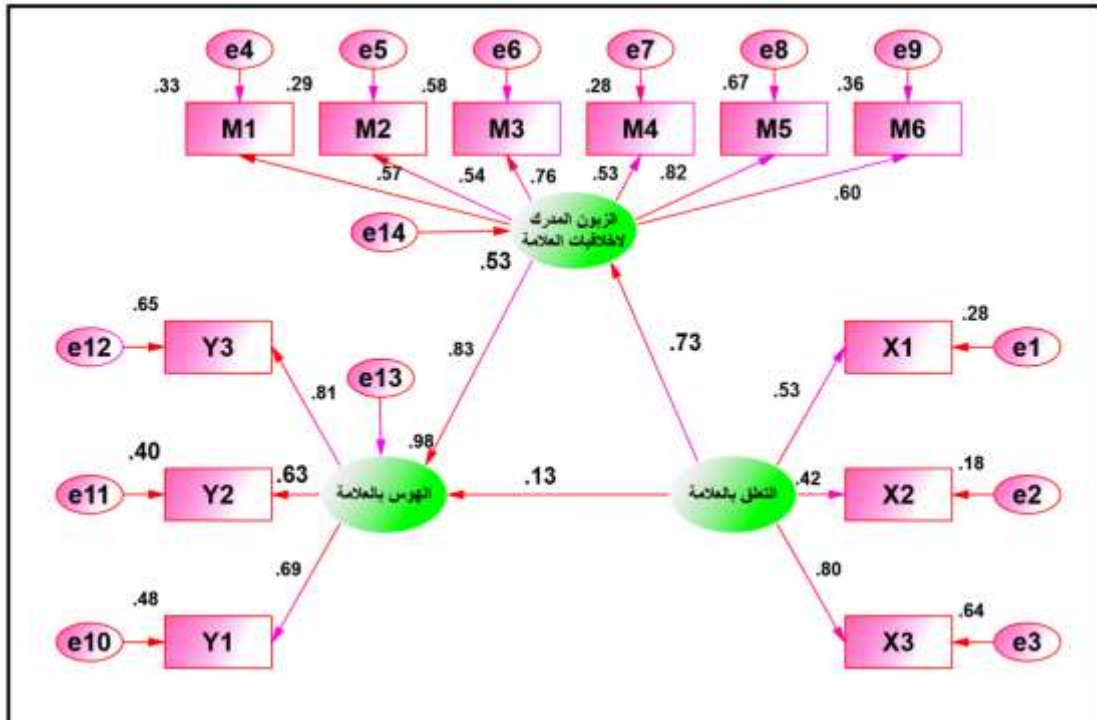 e4 e5 e6 e7 e8 e9
.33 .29 .58 .28 .67 .36
M1 M2 M3 M4 M5 M6
.57 .54 .76 .53 .82 .60
الزبون المدرك
لاخلاقيات العلامة
e14
.53
.65 .28
e12 Y3 .83 .73 X1 e1
e13
.81 .53
.98
.40 .18
e11 Y2 .63 الهوس بالعلامة .13 التعلق بالعلامة .42 X2 e2
.69 .80
.48 .64
e10 Y1 X3 e3